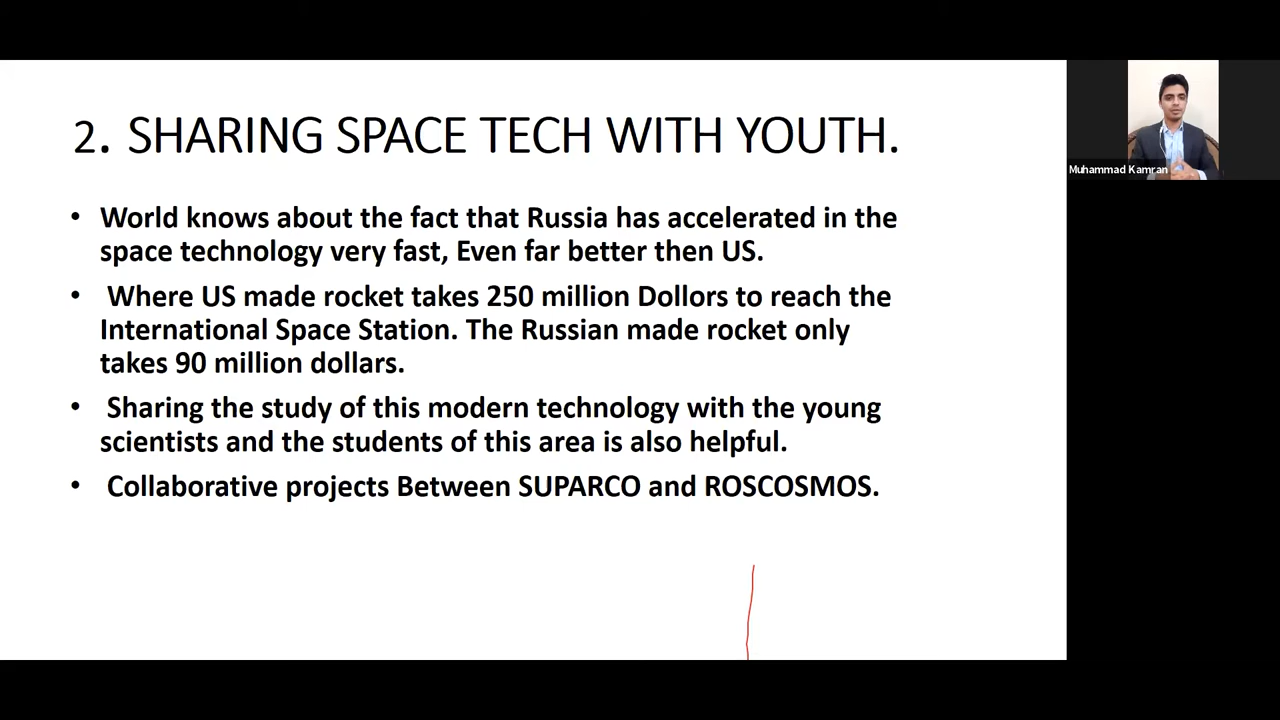 2. SHARING SPACE TECH WITH YOUTH.
• World knows about the fact that Russia has accelerated in the
space technology very fast, Even far better then US.
• Where US made rocket takes 250 million Dollors to reach the
International Space Station. The Russian made rocket only
takes 90 million dollars.
• Sharing the study of this modern technology with the young
scientists and the students of this area is also helpful.
• Collaborative projects Between SUPARCO and ROSCOSMOS.
Muhammad Kamran